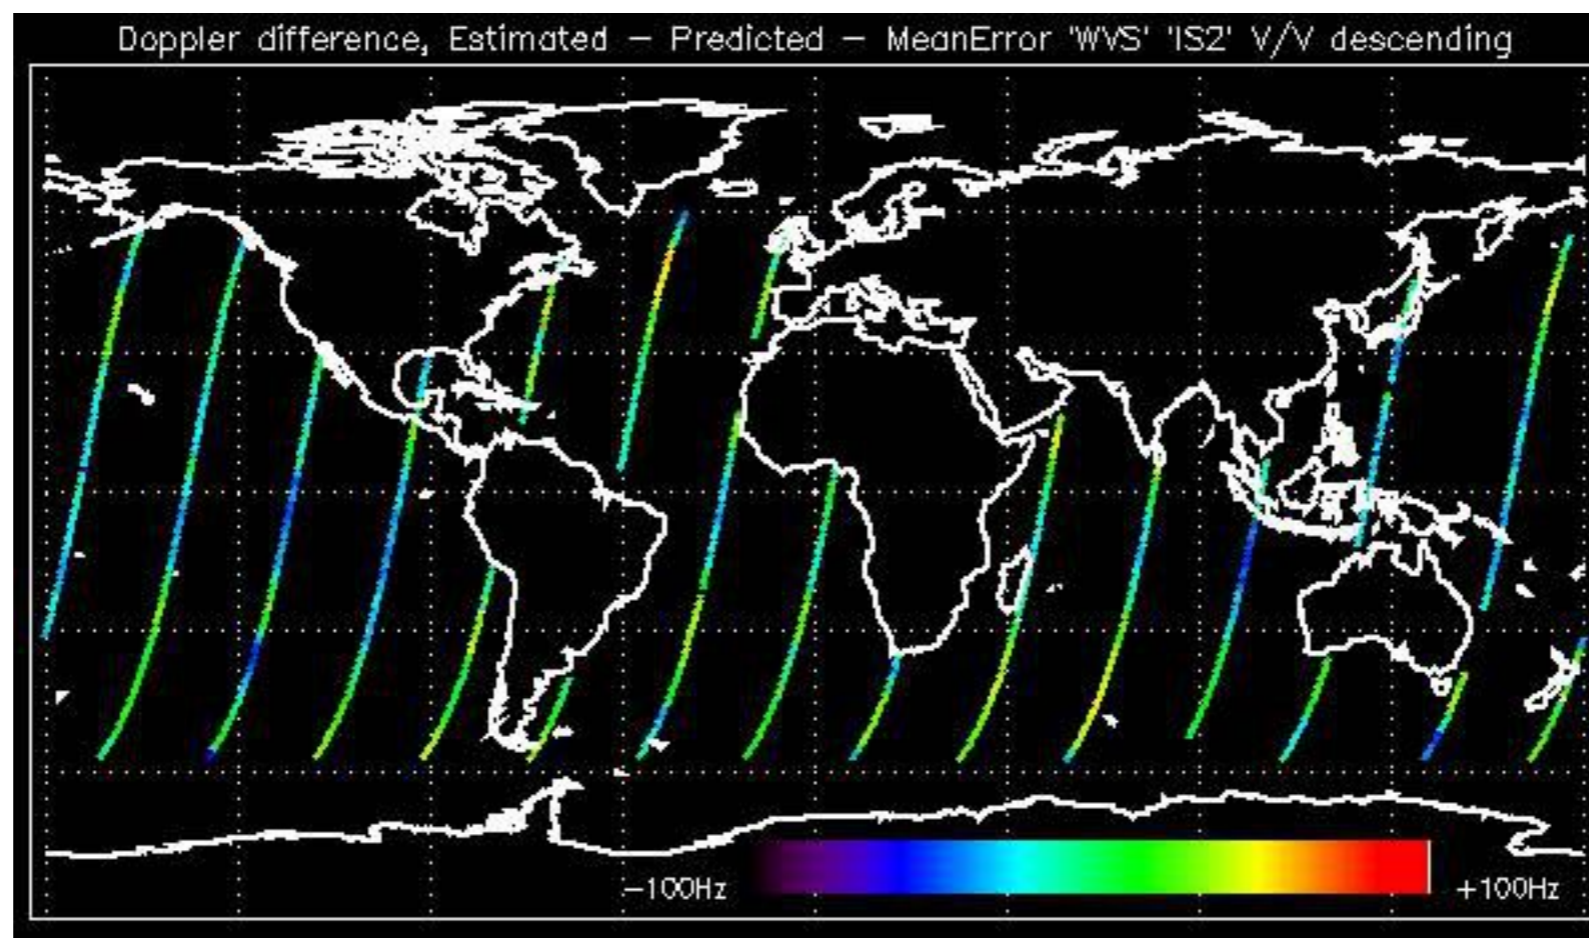 Doppler difference, Estimated – Predicted – MeanError 'WVS' 'IS2' V/V descending
-100Hz
+100Hz